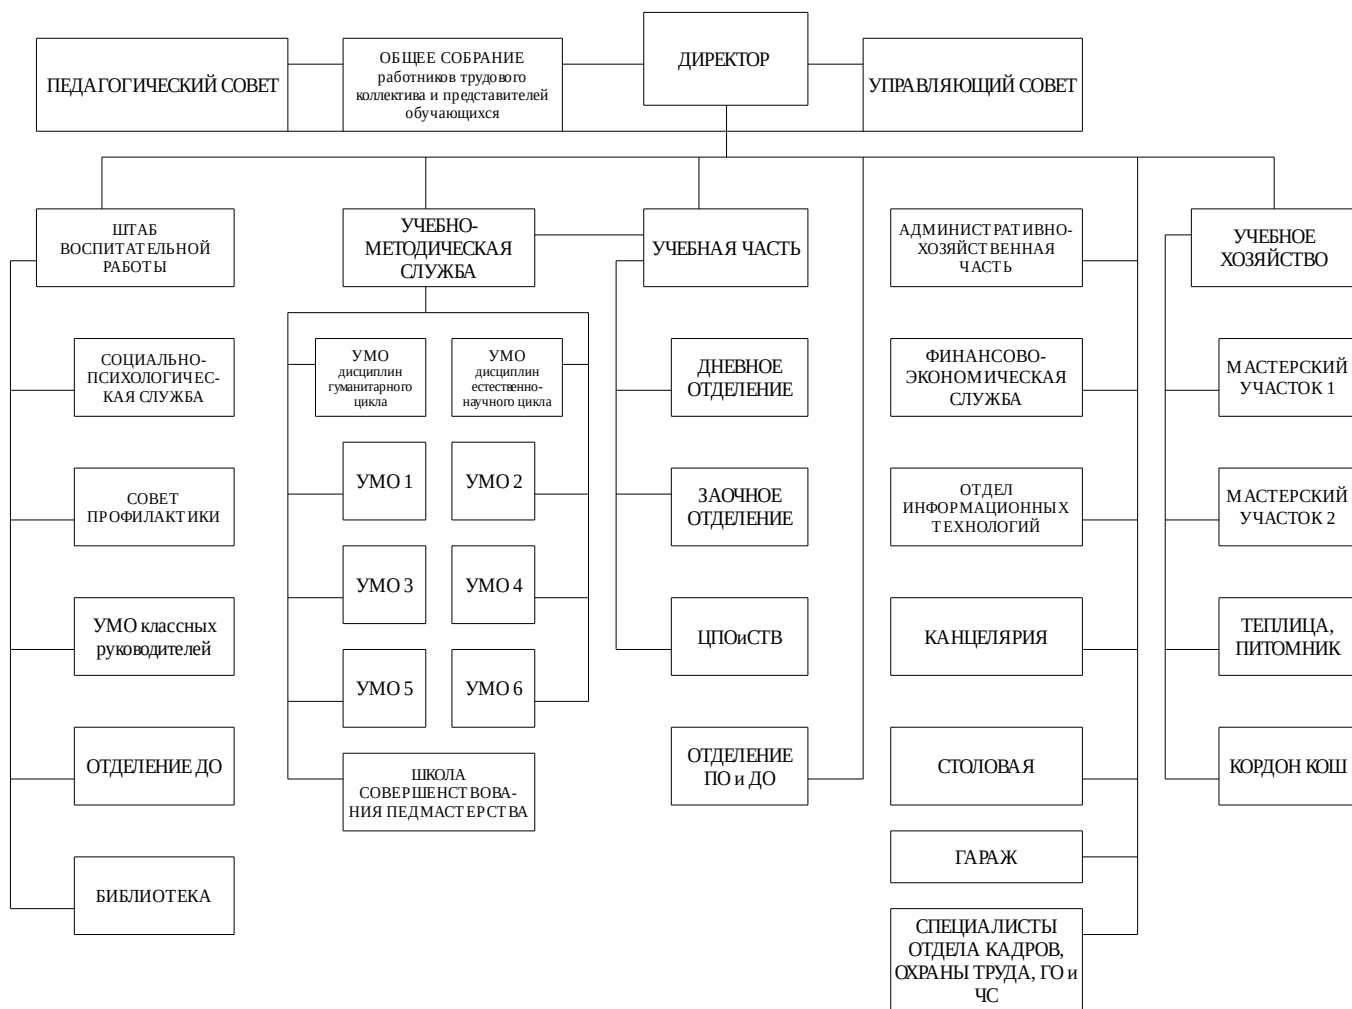 ПЕДАГОГИЧЕСКИЙ СОВЕТ
ОБЩЕЕ СОБРАНИЕ
работников трудового
коллектива и представителей
обучающихся
ДИРЕКТОР
УПРАВЛЯЮЩИЙ СОВЕТ
ШТАБ
ВОСПИТАТЕЛЬНОЙ
РАБОТЫ
УЧЕБНО-
МЕТОДИЧЕСКАЯ
СЛУЖБА
УЧЕБНАЯ ЧАСТЬ
АДМИНИСТРАТИВНО-
ХОЗЯЙСТВЕННАЯ
ЧАСТЬ
УЧЕБНОЕ
ХОЗЯЙСТВО
СОЦИАЛЬНО-
ПСИХОЛОГИЧЕС-
КАЯ СЛУЖБА
УМО
дисциплин
гуманитарного
цикла
УМО
дисциплин
естественно-
научного цикла
ДНЕВНОЕ
ОТДЕЛЕНИЕ
ФИНАНСОВО-
ЭКОНОМИЧЕСКАЯ
СЛУЖБА
МАСТЕРСКИЙ
УЧАСТОК 1
СОВЕТ
ПРОФИЛАКТИКИ
УМО 1
УМО 2
ЗАОЧНОЕ
ОТДЕЛЕНИЕ
ОТДЕЛ
ИНФОРМАЦИОННЫХ
ТЕХНОЛОГИЙ
МАСТЕРСКИЙ
УЧАСТОК 2
УМО классных
руководителей
УМО 3
УМО 4
ЦПОиСТВ
КАНЦЕЛЯРИЯ
ТЕПЛИЦА,
ПИТОМНИК
УМО 5
УМО 6
ОТДЕЛЕНИЕ ДО
ШКОЛА
СОВЕРШЕНСТВОВА-
НИЯ ПЕДМАСТЕРСТВА
ОТДЕЛЕНИЕ
ПО и ДО
СТОЛОВАЯ
КОРДОН КОШ
ГАРАЖ
БИБЛИОТЕКА
СПЕЦИАЛИСТЫ
ОТДЕЛА КАДРОВ,
ОХРАНЫ ТРУДА, ГО и
ЧС